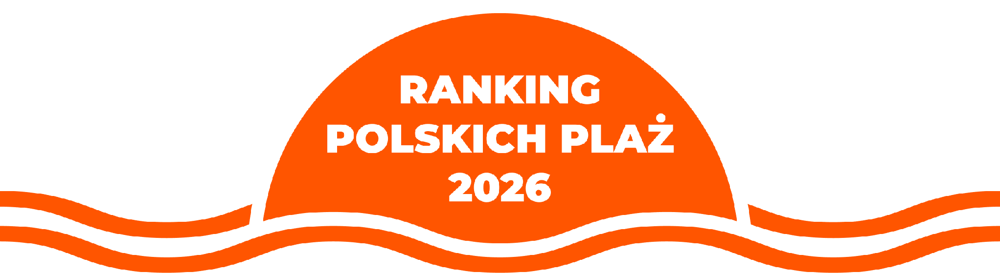 RANKING
POLSKICH PLAŻ
2026